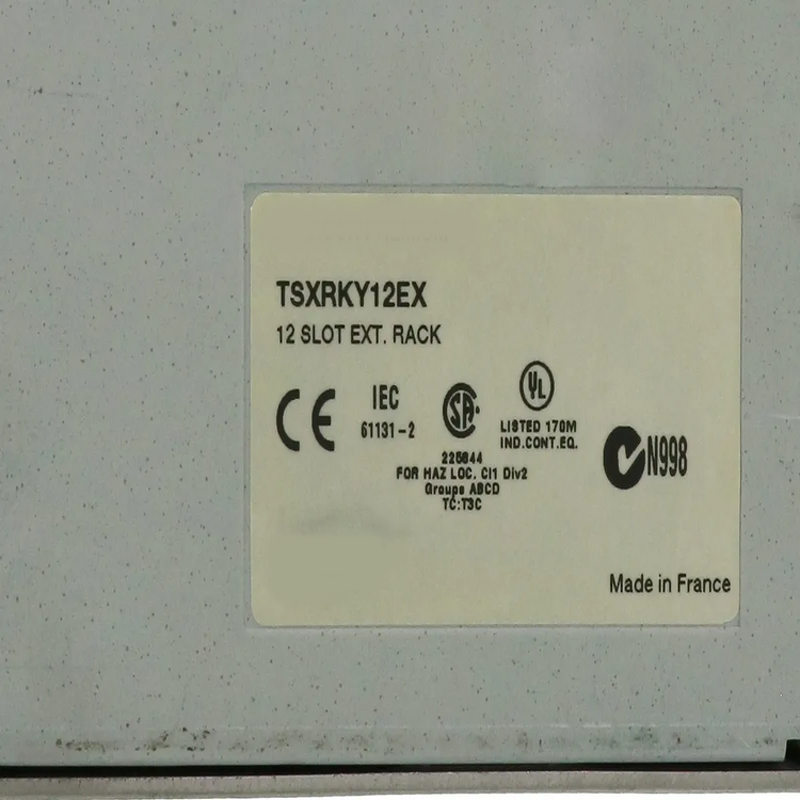 TSXRKY12EX
12 SLOT EXT. RACK
CE
IEC
61131-2
SA
UL
LISTED 170M
IND.CONT.EQ.
225644
FOR HAZ LOC. Cl1 Div2
Groups ABCD
TC:T3C
N998
Made in France